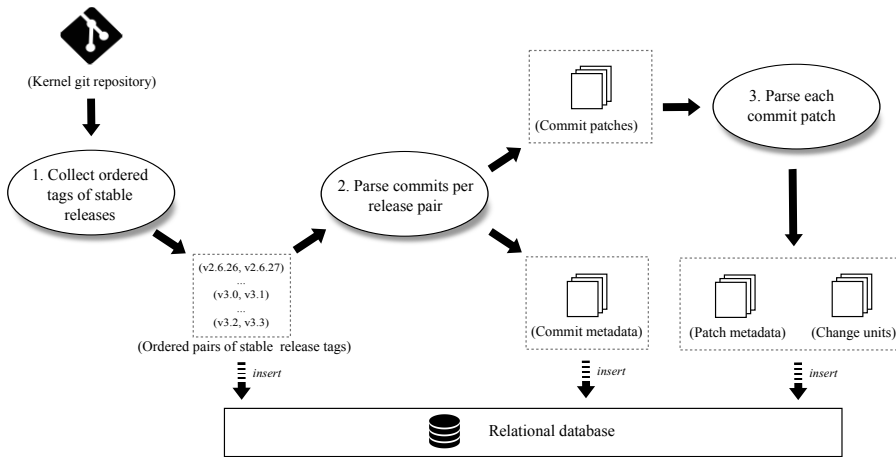 (Kernel git repository)
1. Collect ordered
tags of stable
releases
(v2.6.26, v2.6.27)
...
(v3.0, v3.1)
...
(v3.2, v3.3)
(Ordered pairs of stable release tags)
2. Parse commits per
release pair
(Commit patches)
3. Parse each
commit patch
(Commit metadata)
(Patch metadata)
(Change units)
insert
insert
insert
Relational database